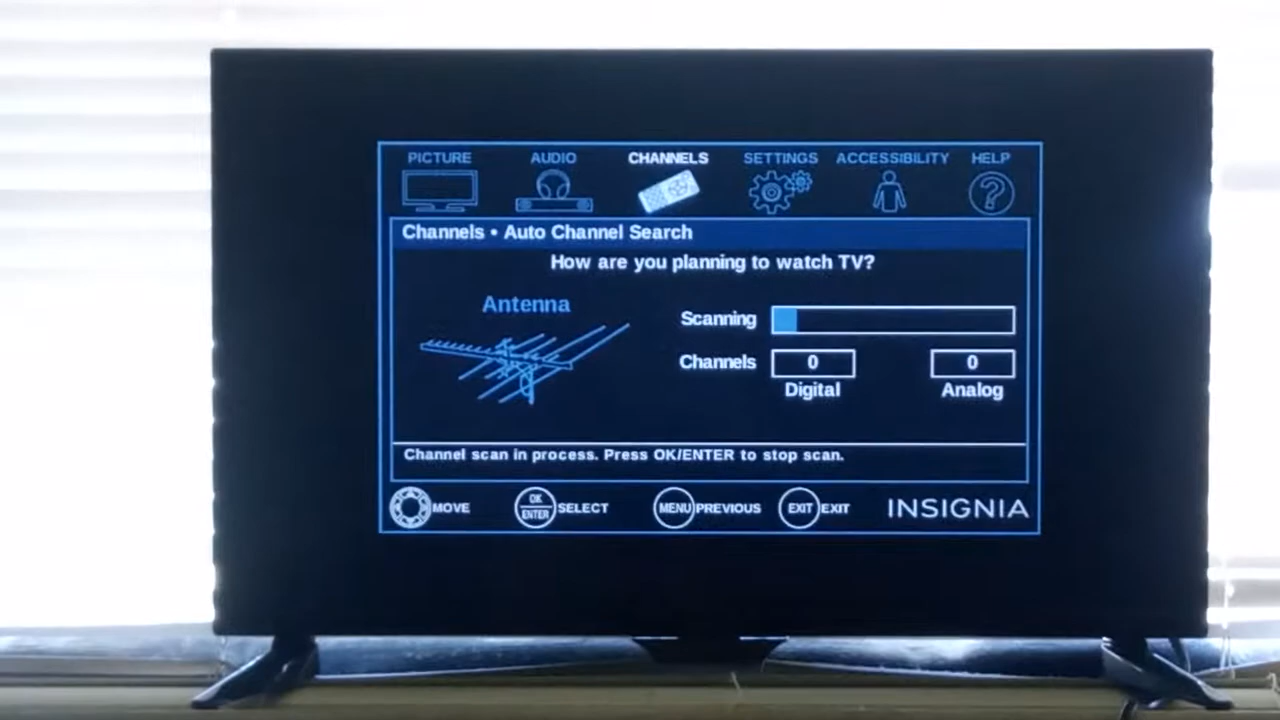 PICTURE AUDIO CHANNELS SETTINGS ACCESSIBILITY HELP
Channels • Auto Channel Search
How are you planning to watch TV?
Antenna
Scanning
Channels 0 0
Digital Analog
Channel scan in process. Press OK/ENTER to stop scan.
MOVE OK ENTER SELECT MENU PREVIOUS EXIT EXIT INSIGNIA